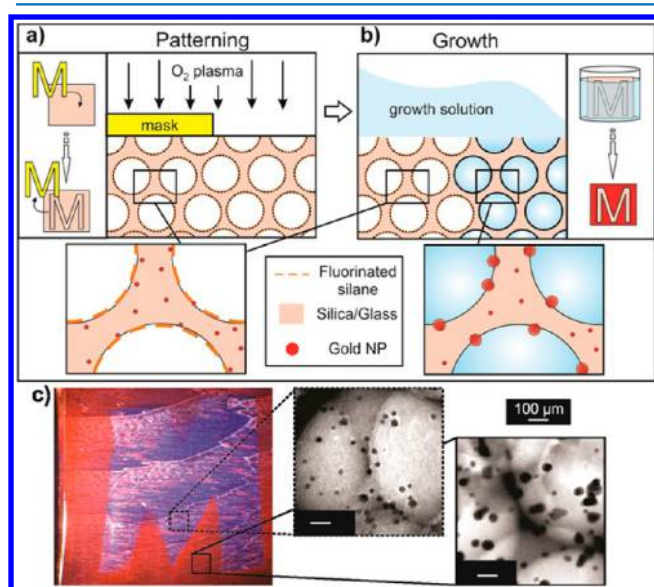 a)
Patterning
O2 plasma
mask
M
M
M
b)
Growth
growth solution
M
M
Fluorinated
silane
Silica/Glass
Gold NP
c)
100 µm